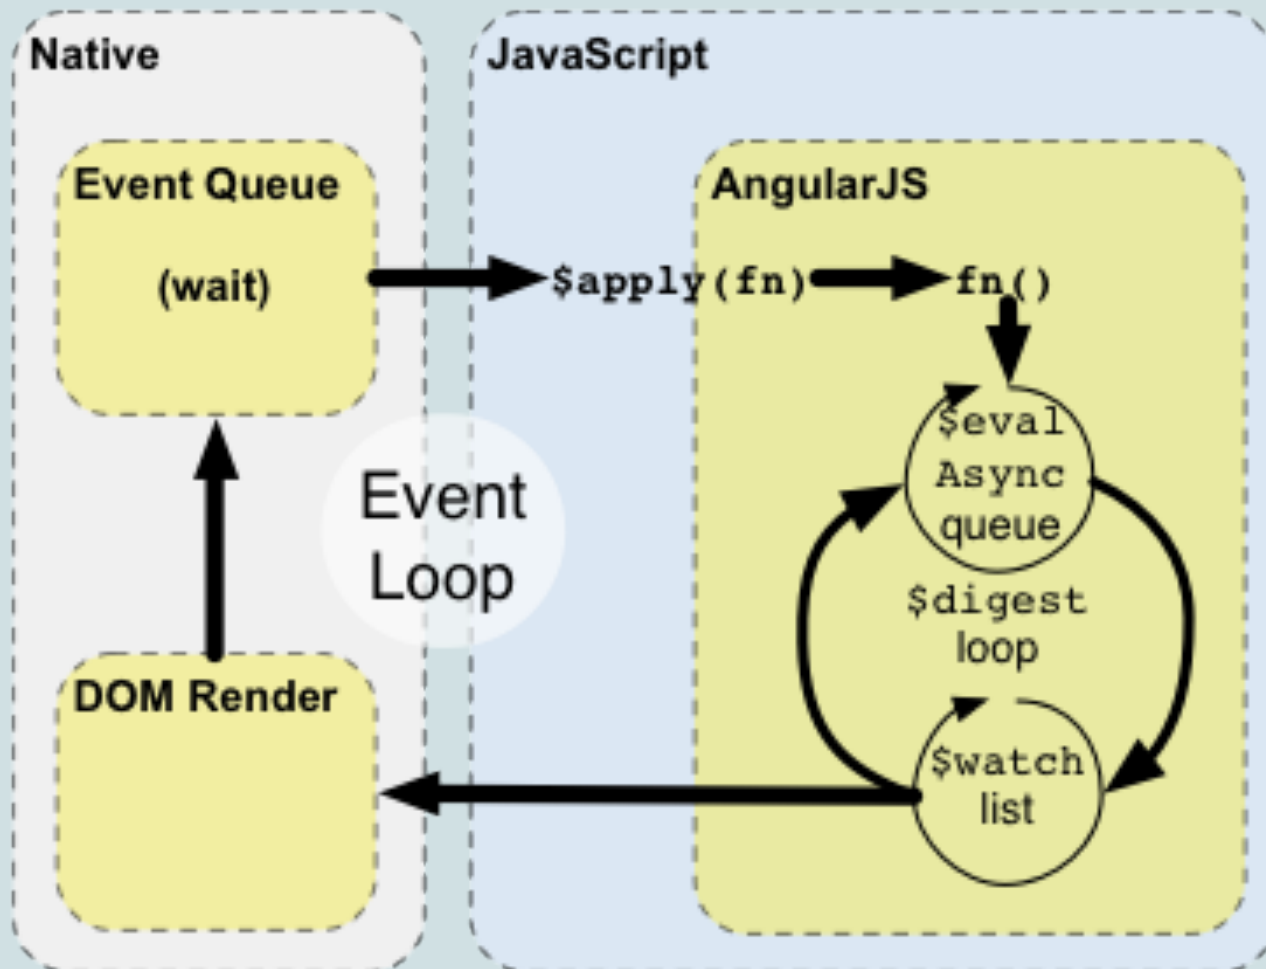 Native
JavaScript
Event Queue
(wait)
AngularJS
$apply(fn)
fn()
$eval
Async
queue
Event
Loop
$digest
loop
DOM Render
$watch
list